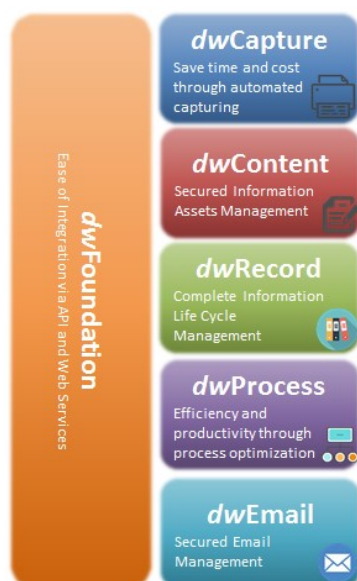 dwFoundation
Ease of Integration via API and Web Services
dwCapture
Save time and cost
through automated
capturing
dwContent
Secured Information
Assets Management
dwRecord
Complete Information
Life Cycle
Management
dwProcess
Efficiency and
productivity through
process optimization
dwEmail
Secured Email
Management